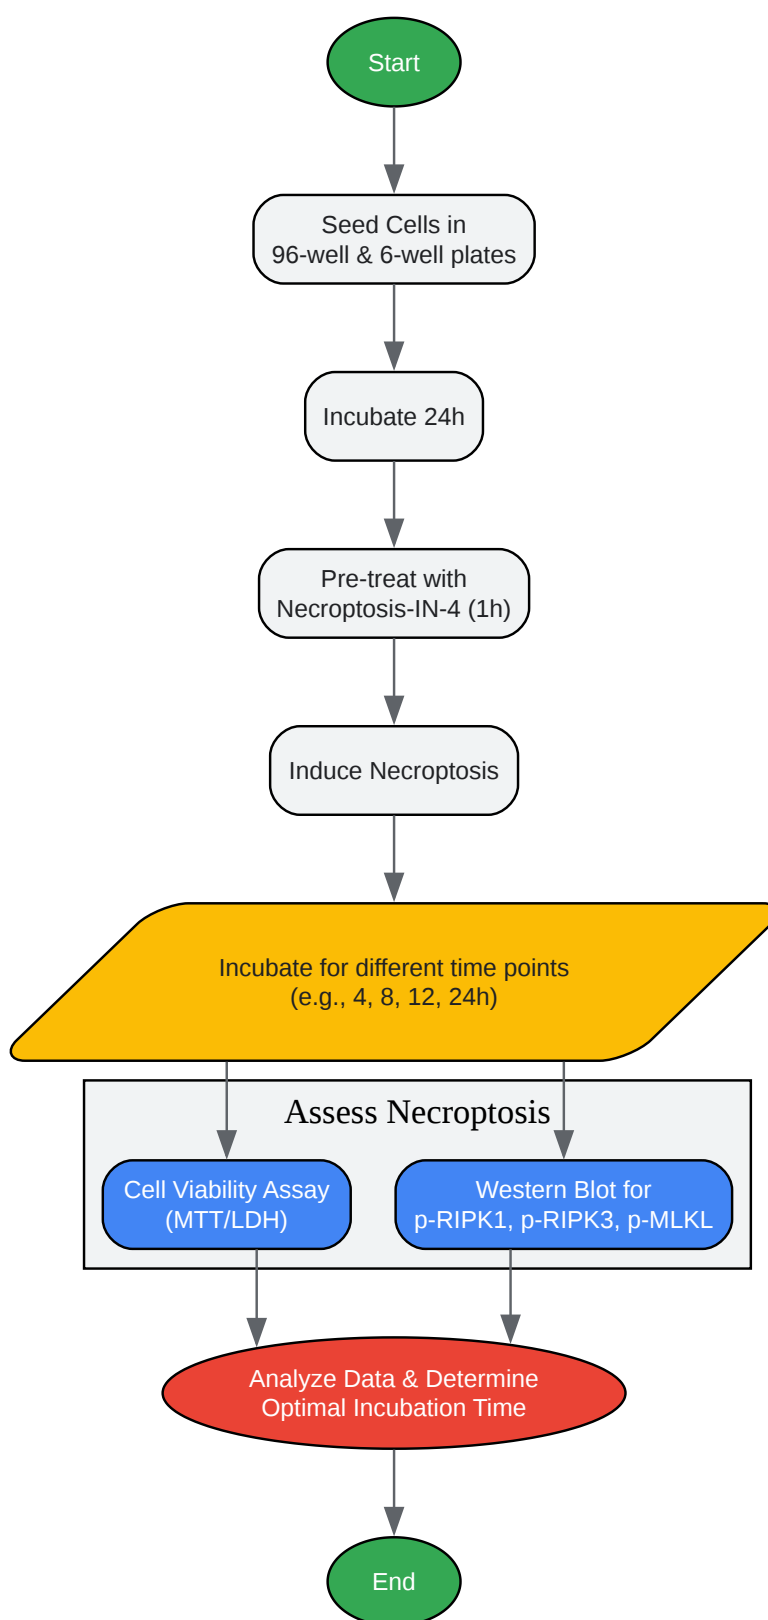 Start
Seed Cells in
96-well & 6-well plates
Incubate 24h
Pre-treat with
Necroptosis-IN-4 (1h)
Induce Necroptosis
Incubate for different time points
(e.g., 4, 8, 12, 24h)
Assess Necroptosis
Cell Viability Assay
(MTT/LDH)
Western Blot for
p-RIPK1, p-RIPK3, p-MLKL
Analyze Data & Determine
Optimal Incubation Time
End